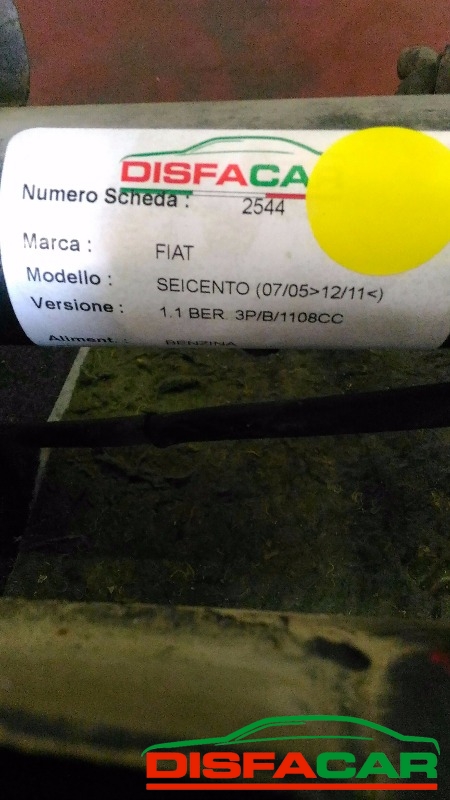 DISFACAR
Numero Scheda : 2544
Marca : FIAT
Modello : SEICENTO (07/05>12/11<)
Versione : 1.1 BER. 3P/B/1108CC
Aliment. : BENZINA
DISFACAR